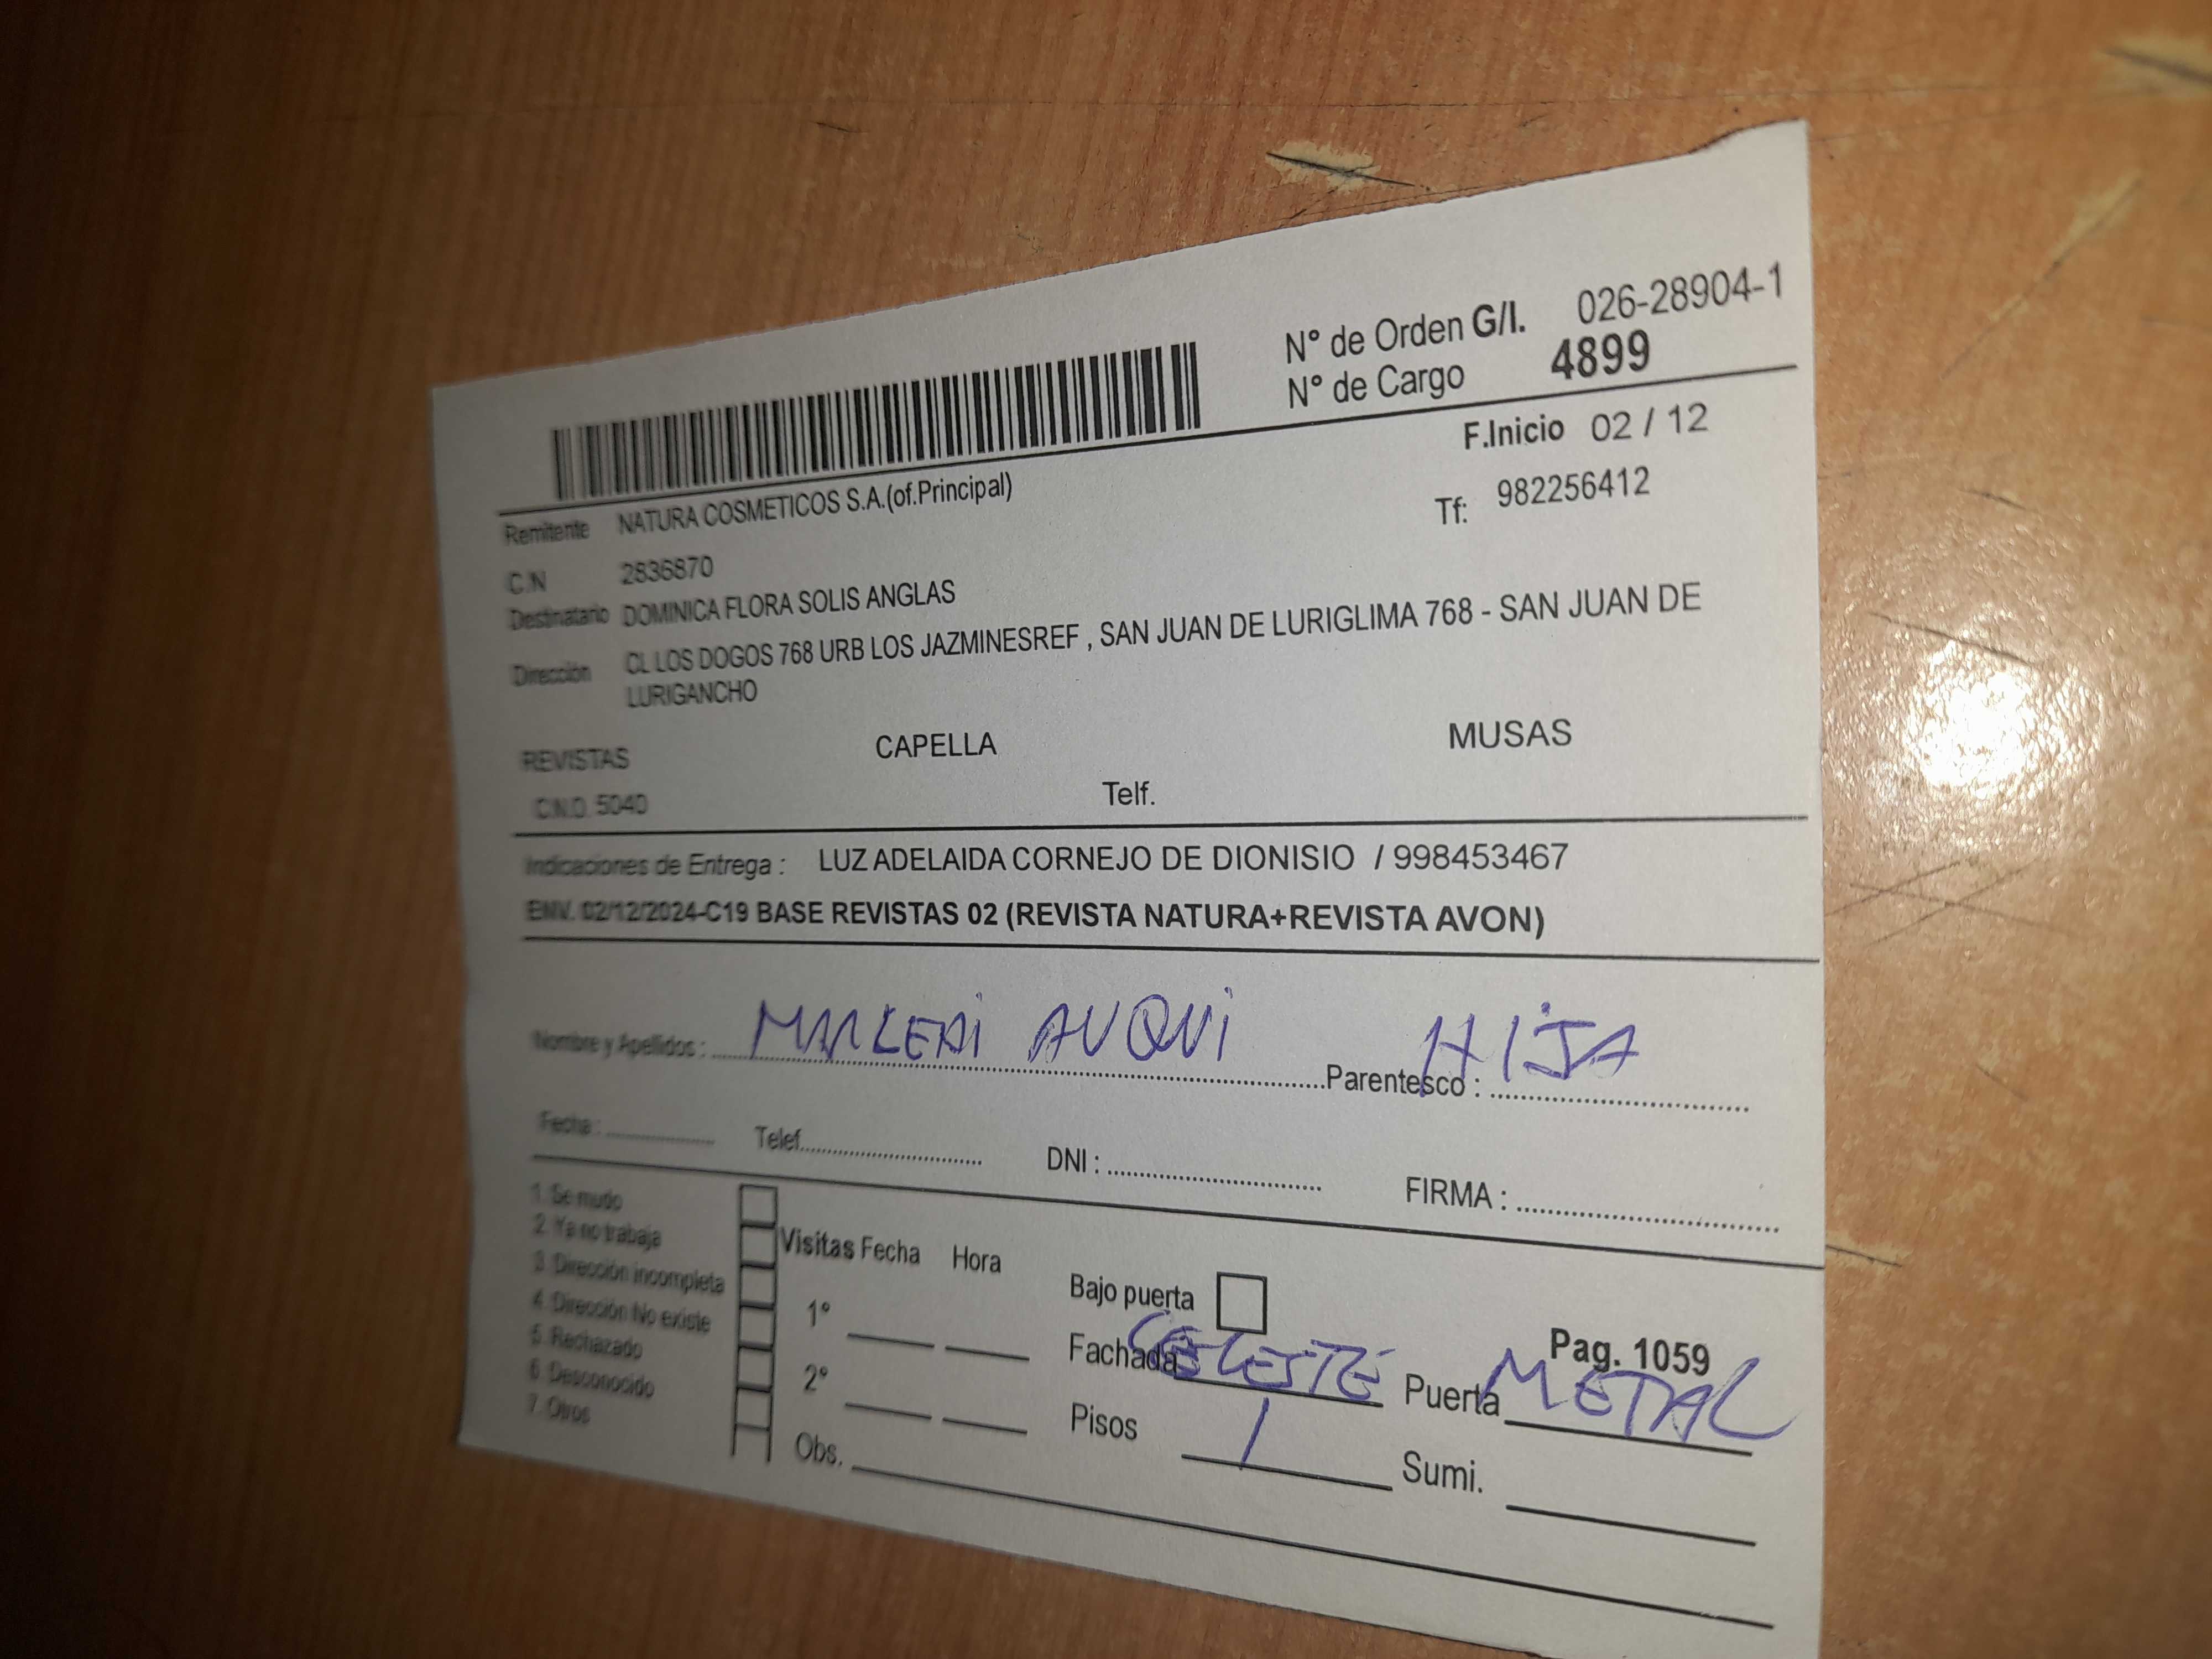 N° de Orden G/I. 026-28904-1
N° de Cargo 4899
F.Inicio 02 / 12
Remitente NATURA COSMETICOS S.A.(of.Principal)
Tf: 982256412
C.N 2836870
Destinatario DOMINICA FLORA SOLIS ANGLAS
Dirección CL LOS DOGOS 768 URB LOS JAZMINESREF , SAN JUAN DE LURIGLIMA 768 - SAN JUAN DE
LURIGANCHO
REVISTAS CAPELLA MUSAS
C.N.D. 5040 Telf.
Indicaciones de Entrega : LUZ ADELAIDA CORNEJO DE DIONISIO / 998453467
ENV. 02/12/2024-C19 BASE REVISTAS 02 (REVISTA NATURA+REVISTA AVON)
Nombre y Apellidos : AUQUI Parentesco : HIJA
Fecha : Telef. DNI : FIRMA :
1. Se mudo
2. Ya no trabaja
3. Dirección incompleta
4. Dirección No existe
5. Rechazado
6. Desconocido
7. Otros
Visitas Fecha Hora
1°
2°
Obs.
Bajo puerta
Pag. 1059
Fachada CELESTE Puerta METAL
Pisos 1 Sumi.